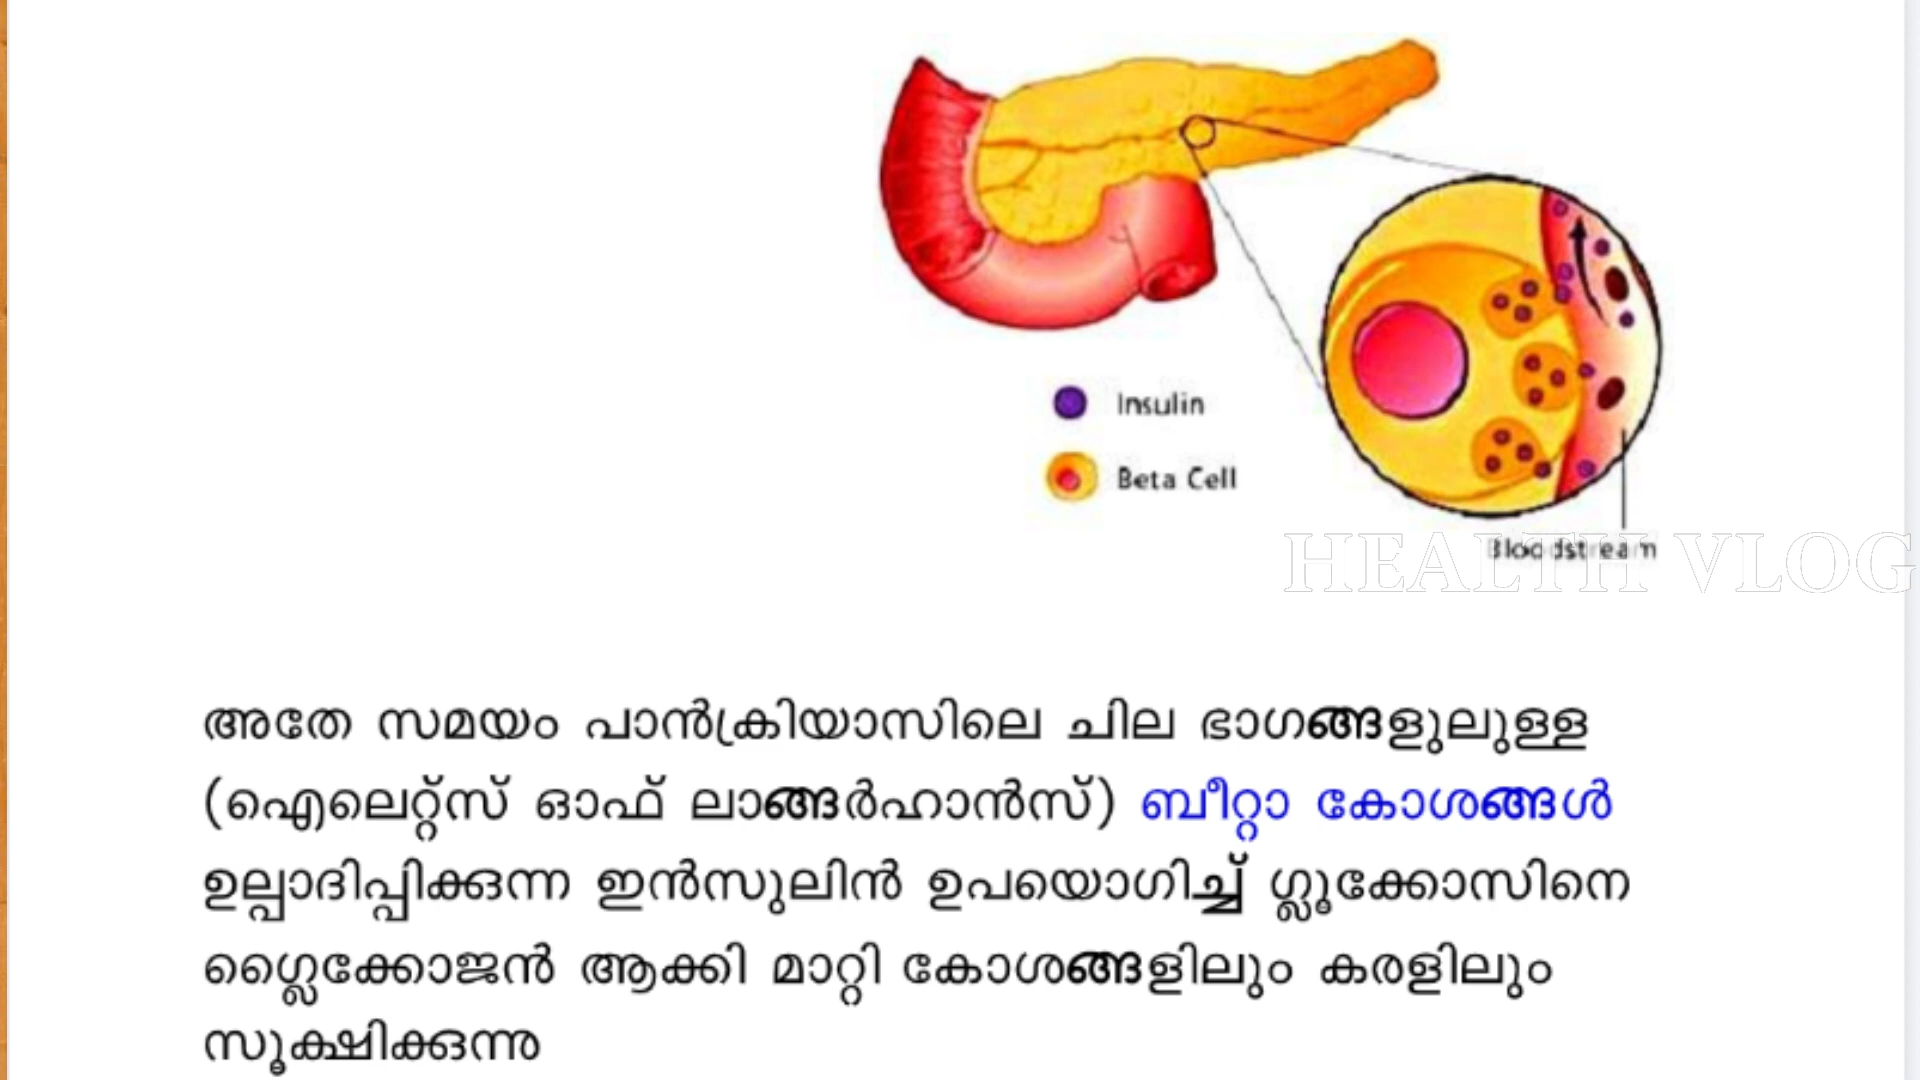 Insulin
Beta Cell
Bloodstream
HEALTH VLOG
അതേ സമയം പാൻക്രിയാസിലെ ചില ഭാഗങ്ങളുലുള്ള
(ഐലെറ്റ്സ് ഓഫ് ലാങ്ങർഹാൻസ്) ബീറ്റാ കോശങ്ങൾ
ഉല്പാദിപ്പിക്കുന്ന ഇൻസുലിൻ ഉപയൊഗിച്ച് ഗ്ലൂക്കോസിനെ
ഗ്ലൈക്കോജൻ ആക്കി മാറ്റി കോശങ്ങളിലും കരളിലും
സൂക്ഷിക്കുന്നു